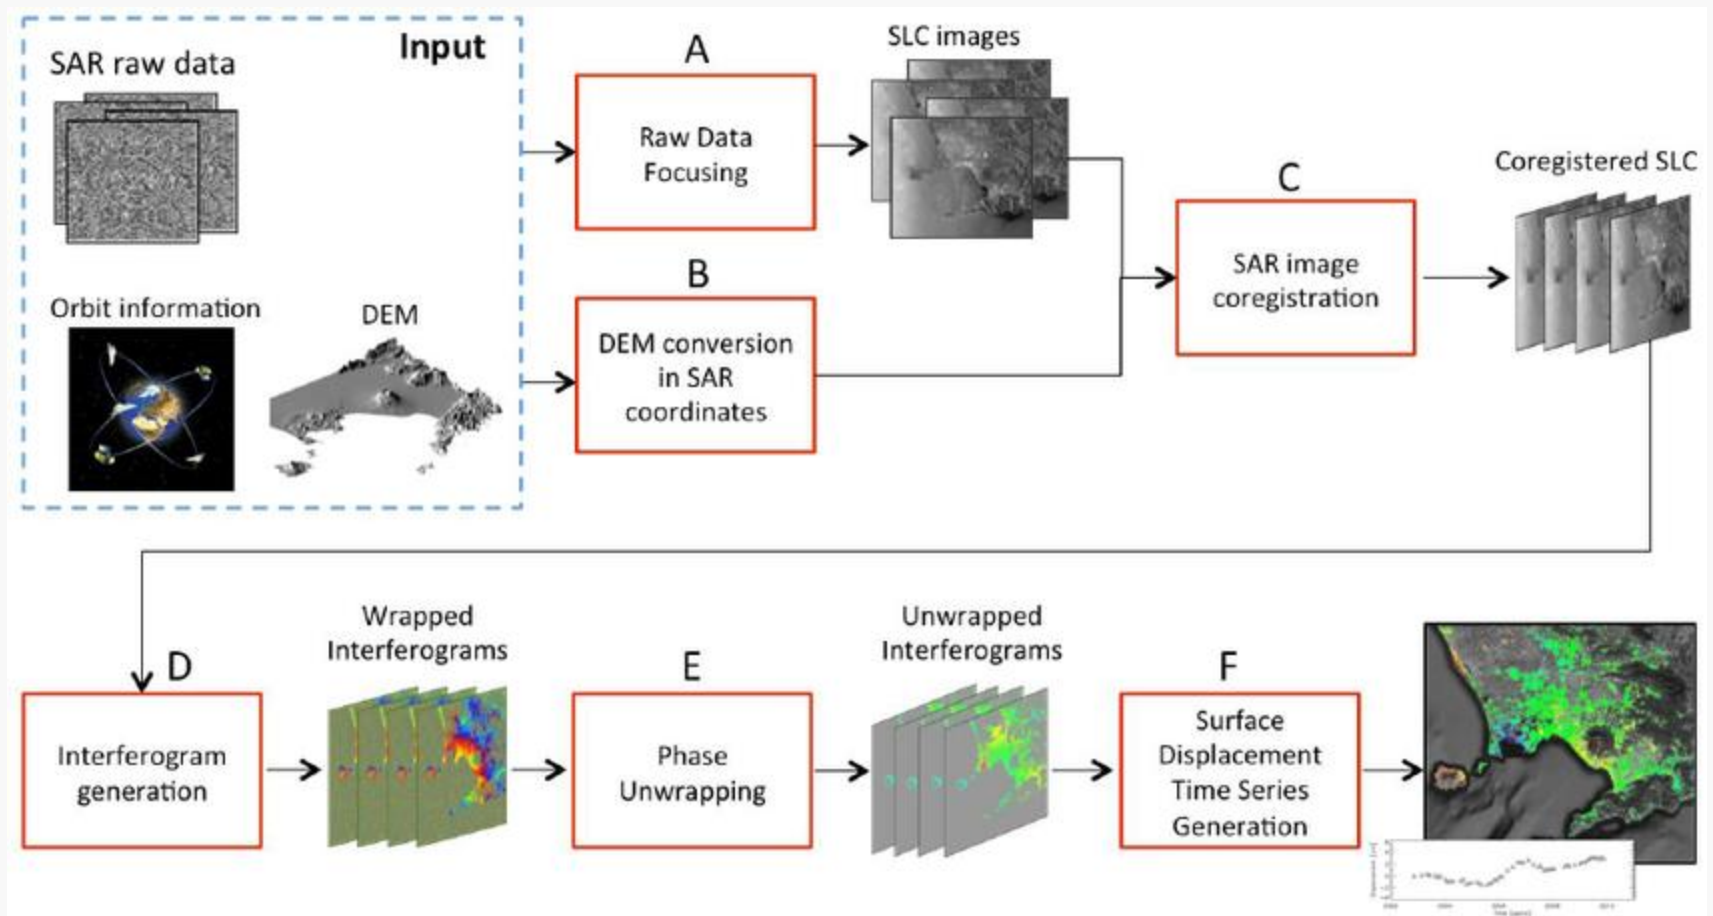 Input
SAR raw data
Orbit information
DEM
A
Raw Data
Focusing
SLC images
B
DEM conversion
in SAR
coordinates
C
SAR image
coregistration
Coregistered SLC
D
Interferogram
generation
Wrapped
Interferograms
E
Phase
Unwrapping
Unwrapped
Interferograms
F
Surface
Displacement
Time Series
Generation